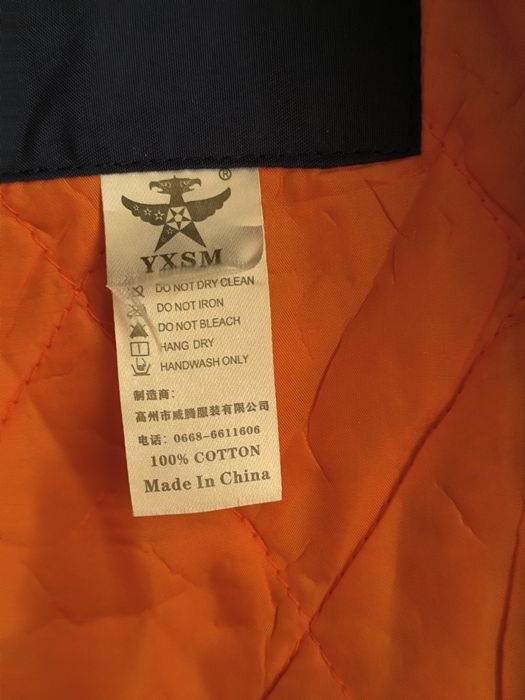 ®
YXSM
DO NOT DRY CLEAN
DO NOT IRON
DO NOT BLEACH
HANG DRY
HANDWASH ONLY
制造商：
高州市威腾服装有限公司
电话：0668-6611606
100% COTTON
Made In China